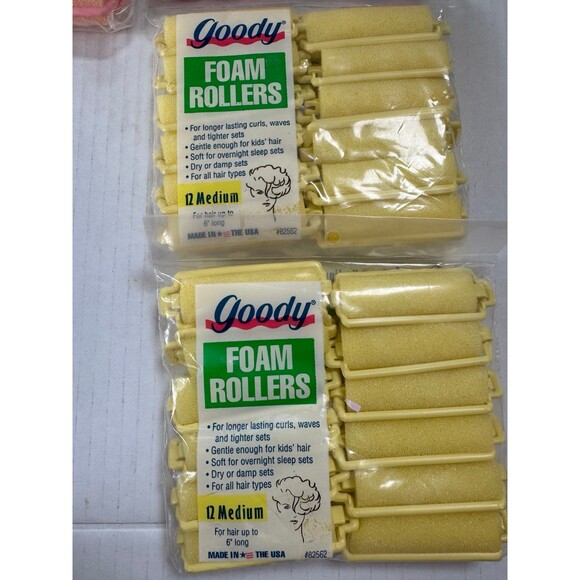 goody®
FOAM
ROLLERS
• For longer lasting curls, waves
and tighter sets
• Gentle enough for kids' hair
• Soft for overnight sleep sets
• Dry or damp sets
• For all hair types
12 Medium
For hair up to
6" long
MADE IN THE USA #82562
goody®
FOAM
ROLLERS
• For longer lasting curls, waves
and tighter sets
• Gentle enough for kids' hair
• Soft for overnight sleep sets
• Dry or damp sets
• For all hair types
12 Medium
For hair up to
6" long
MADE IN THE USA #82562